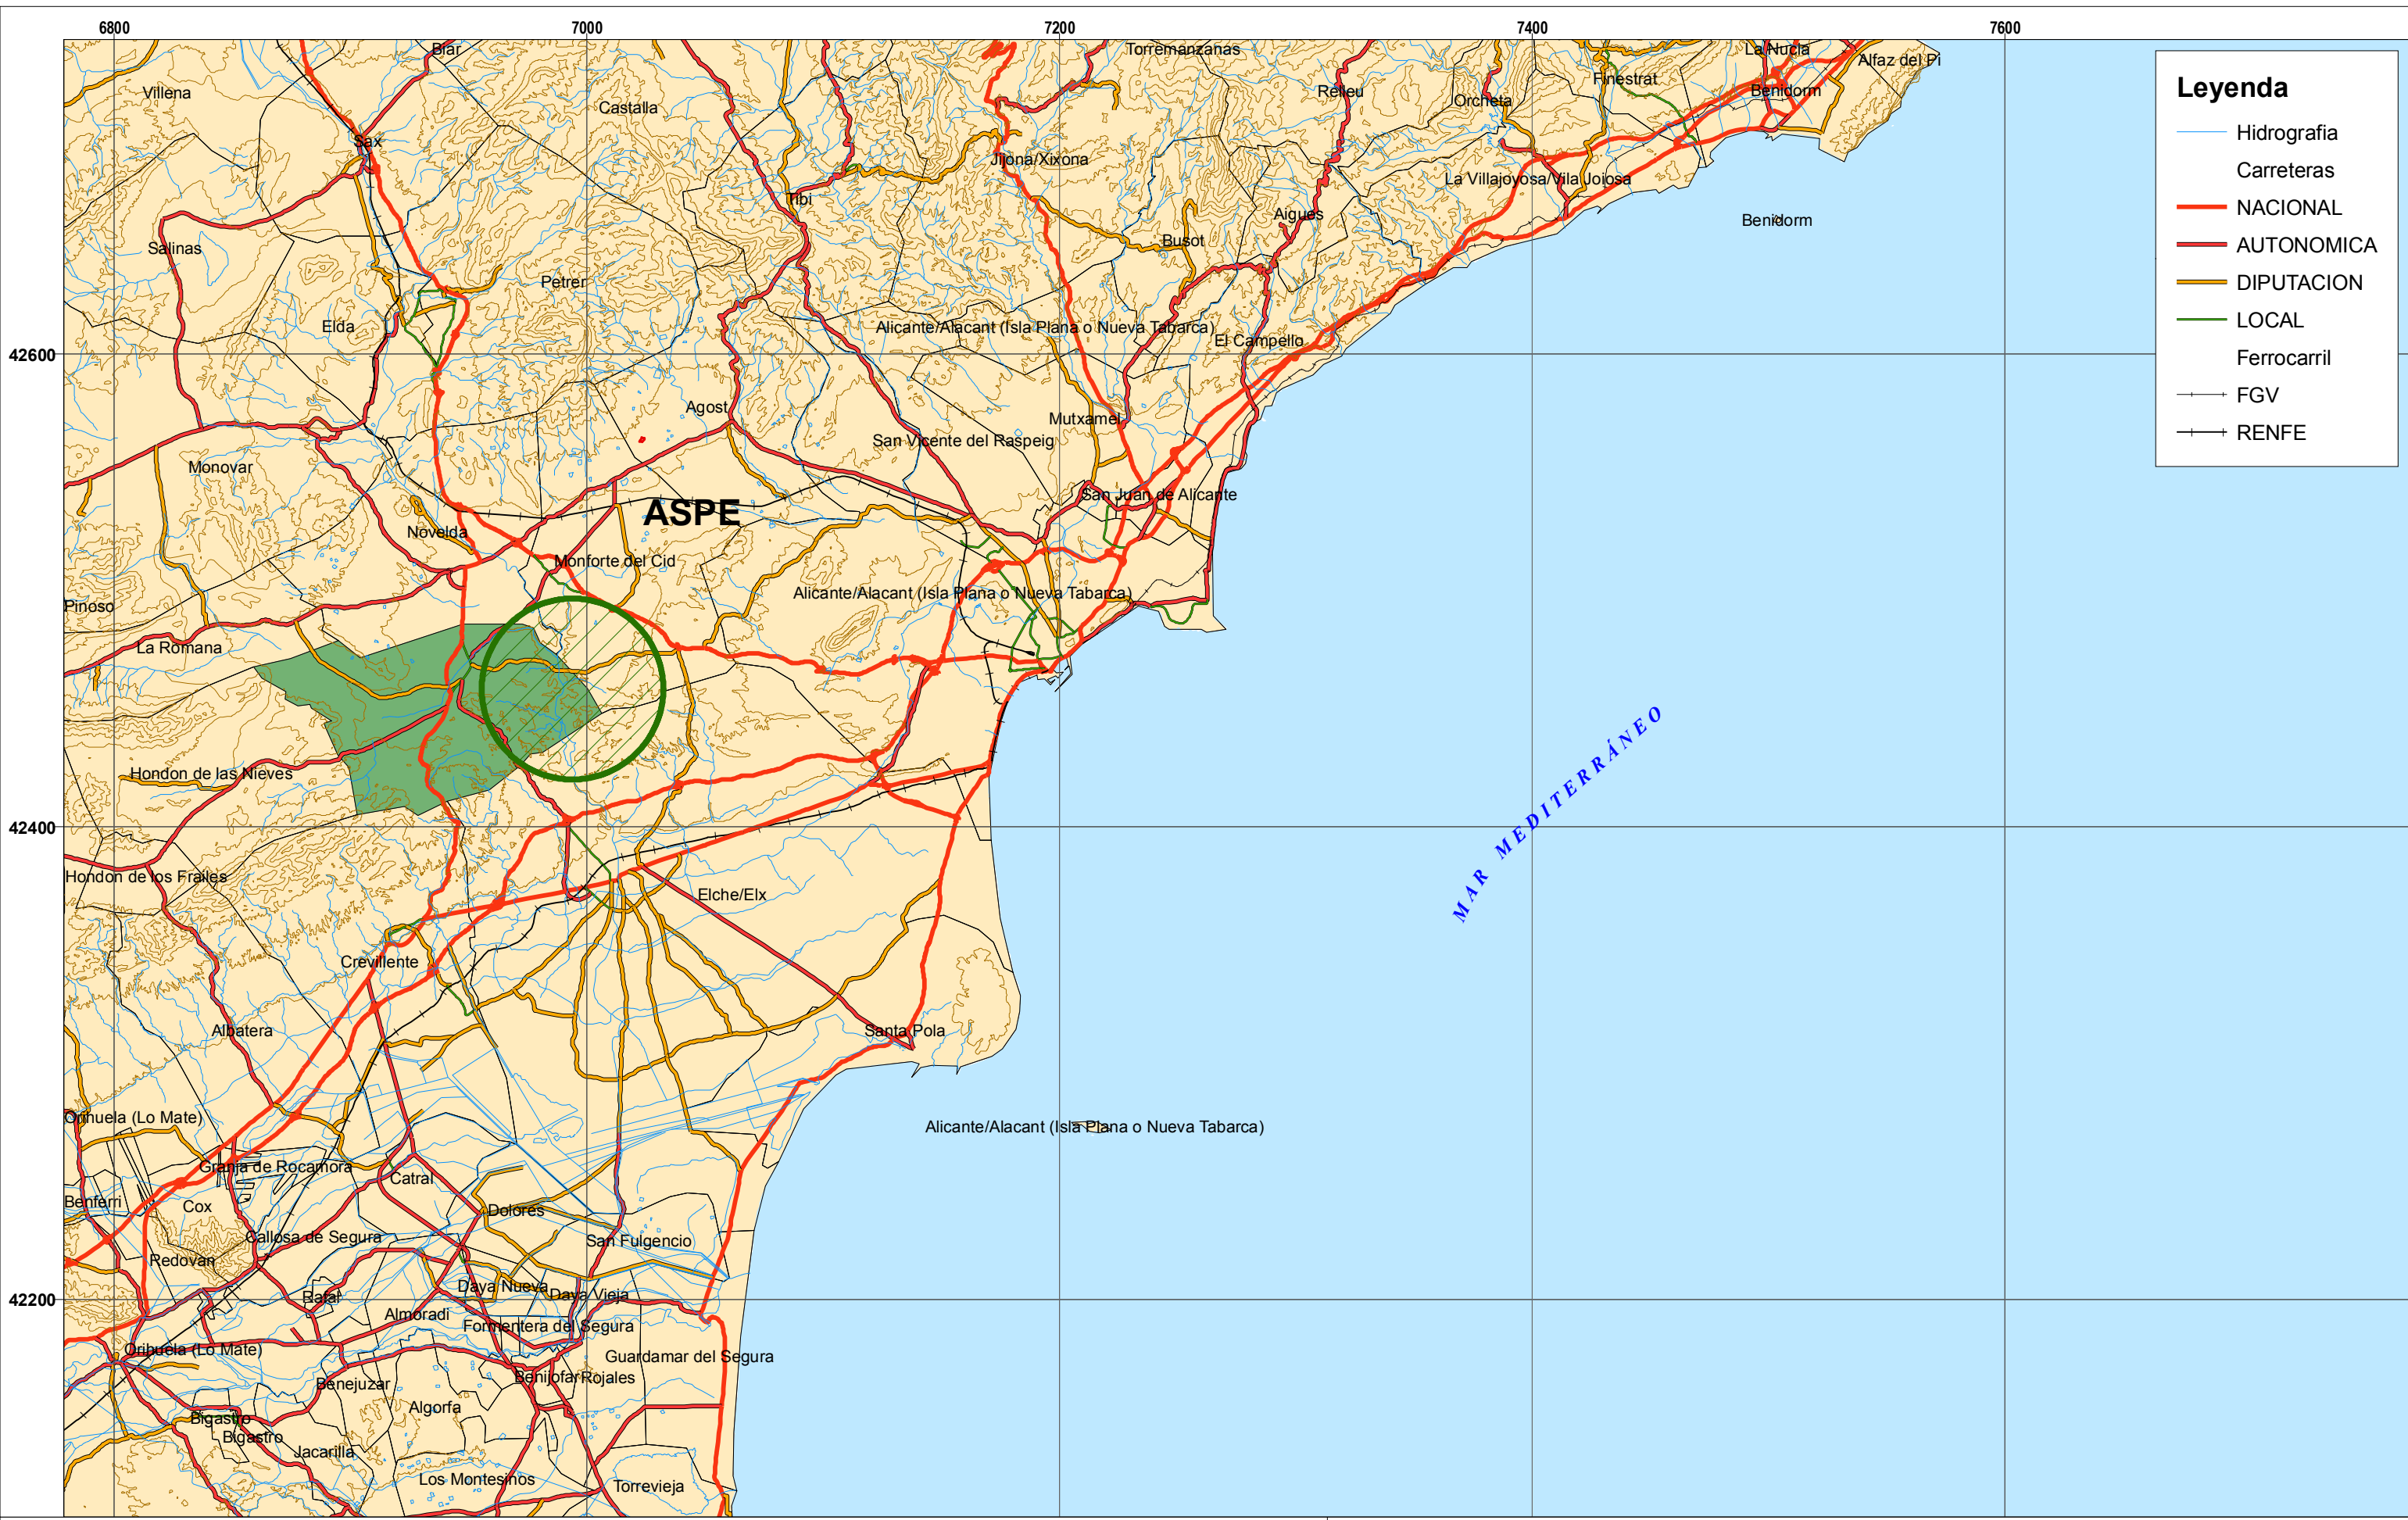 6800 7000 7200 7400 7600
Biar Torremanzanas La Nucia
Alfaz del Pi
Villena Castalla Relleu Orcheta Finestrat Benidorm
Sax Jijona/Xixona
Tibi La Villajoyosa/Vila Joiosa
Aigues Benidorm
Salinas Busot
Petrer
Elda Alicante/Alacant (Isla Plana o Nueva Tabarca)
El Campello
42600
Agost Mutxamel
San Vicente del Raspeig
Monovar
San Juan de Alicante
ASPE
Novelda
Monforte del Cid
Alicante/Alacant (Isla Plana o Nueva Tabarca)
Pinoso
La Romana
Hondon de las Nieves
MAR MEDITERRÁNEO
42400
Hondon de los Frailes
Elche/Elx
Crevillente
Albatera Santa Pola
Orihuela (Lo Mate) Alicante/Alacant (Isla Plana o Nueva Tabarca)
Granja de Rocamora
Catral
Benferri Cox Dolores
Callosa de Segura San Fulgencio
Redovan
Daya Nueva Daya Vieja
42200
Rafal
Almoradi
Formentera del Segura
Orihuela (Lo Mate) Guardamar del Segura
Benejuzar Benijofar Rojales
Algorfa
Bigastro
Bigastro
Jacarilla
Los Montesinos Torrevieja
Leyenda
Hidrografia
Carreteras
NACIONAL
AUTONOMICA
DIPUTACION
LOCAL
Ferrocarril
FGV
RENFE